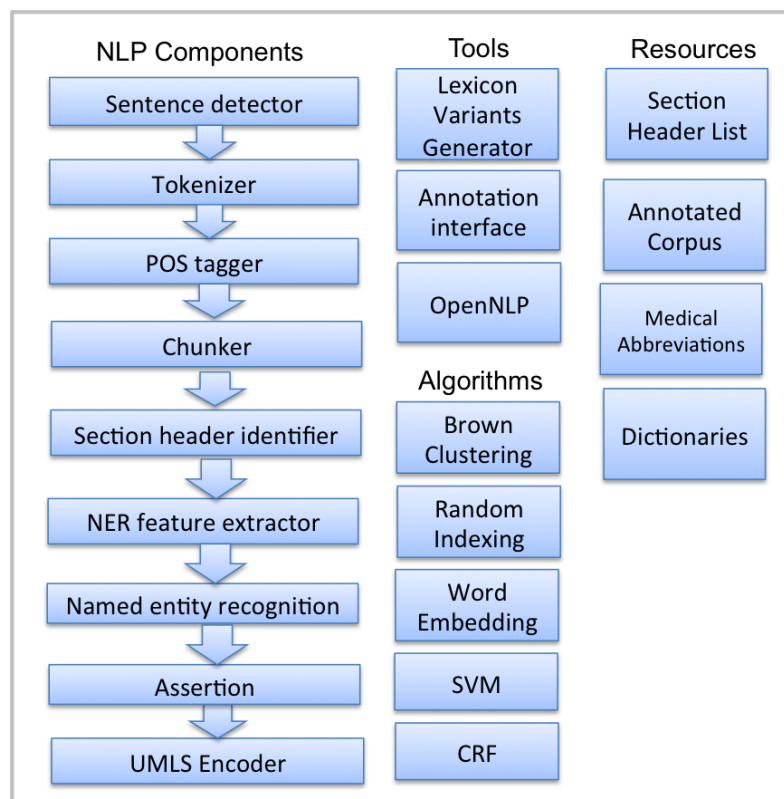 NLP Components
Sentence detector
Tokenizer
POS tagger
Chunker
Section header identifier
NER feature extractor
Named entity recognition
Assertion
UMLS Encoder
Tools
Lexicon
Variants
Generator
Annotation
interface
OpenNLP
Algorithms
Brown
Clustering
Random
Indexing
Word
Embedding
SVM
CRF
Resources
Section
Header List
Annotated
Corpus
Medical
Abbreviations
Dictionaries